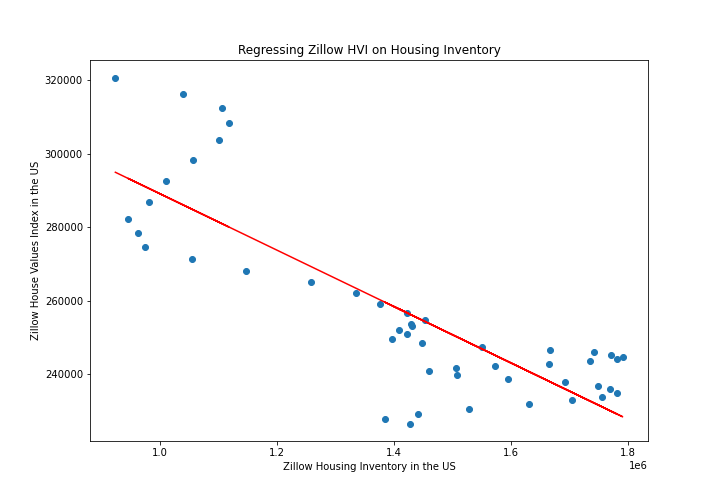 Regressing Zillow HVI on Housing Inventory
Zillow House Values Index in the US
320000
300000
280000
260000
240000
1.0
1.2
1.4
1.6
1.8
1e6
Zillow Housing Inventory in the US